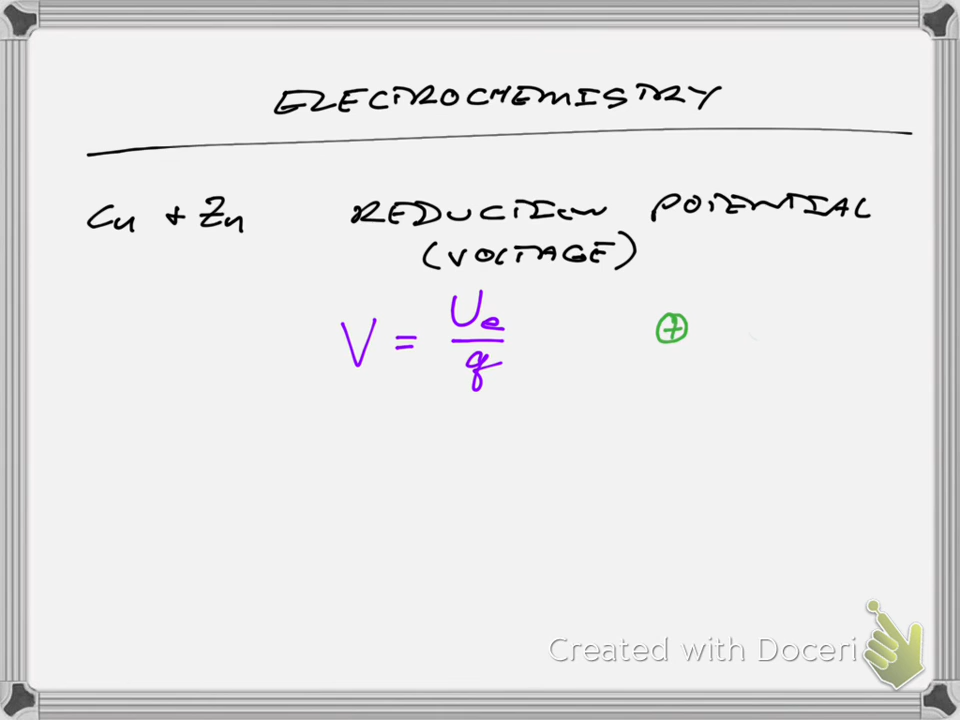 ELECTROCHEMISTRY
Cu + Zn REDUCTION POTENTIAL
(VOLTAGE)
V = Ue/q +
Created with Doceri